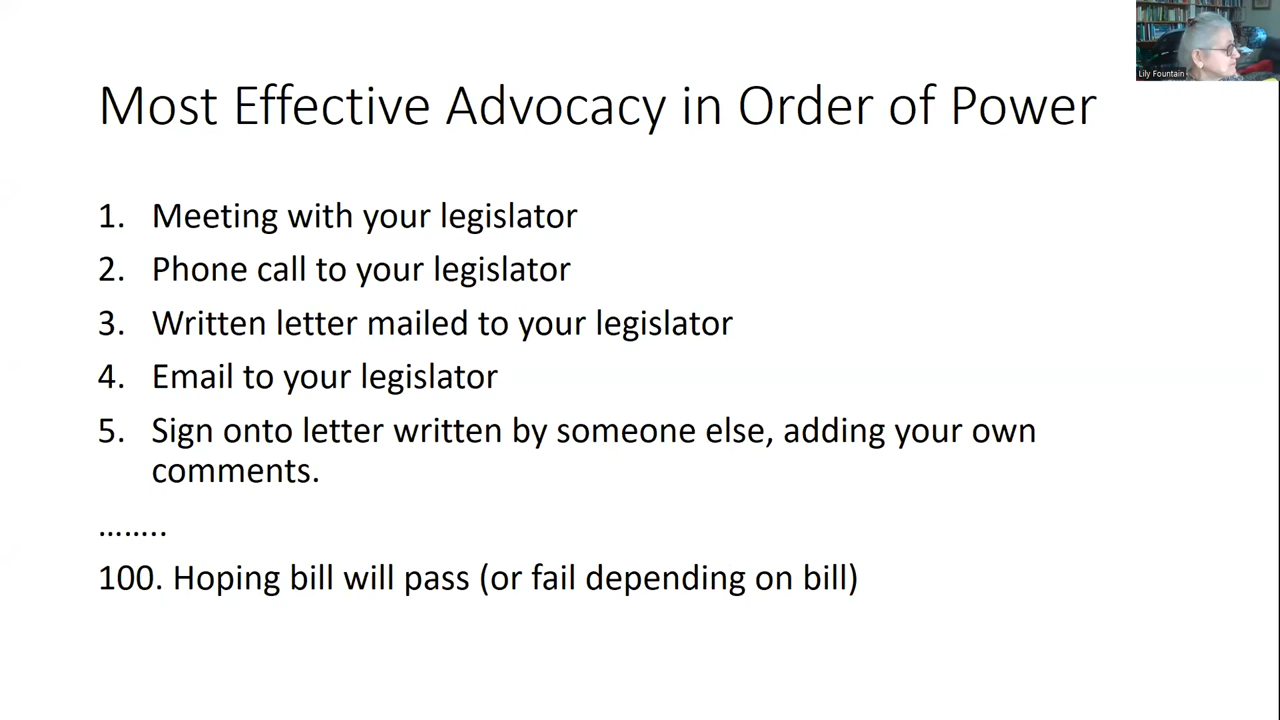 Lily Fountain
Most Effective Advocacy in Order of Power
1. Meeting with your legislator
2. Phone call to your legislator
3. Written letter mailed to your legislator
4. Email to your legislator
5. Sign onto letter written by someone else, adding your own
comments.
……..
100. Hoping bill will pass (or fail depending on bill)